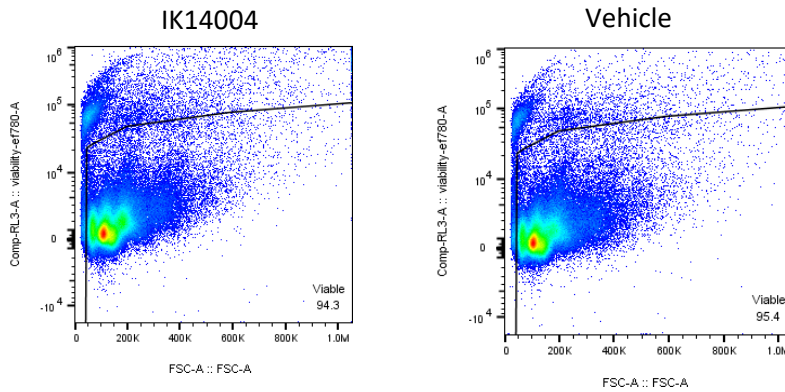 IK14004
Vehicle
Comp-RL3-A :: viability-ef780-A
10^6
10^5
10^4
0
-10^4
0 200K 400K 600K 800K 1.0M
FSC-A :: FSC-A
Viable
94.3
Comp-RL3-A :: viability-ef780-A
10^6
10^5
10^4
0
-10^4
0 200K 400K 600K 800K 1.0M
FSC-A :: FSC-A
Viable
95.4